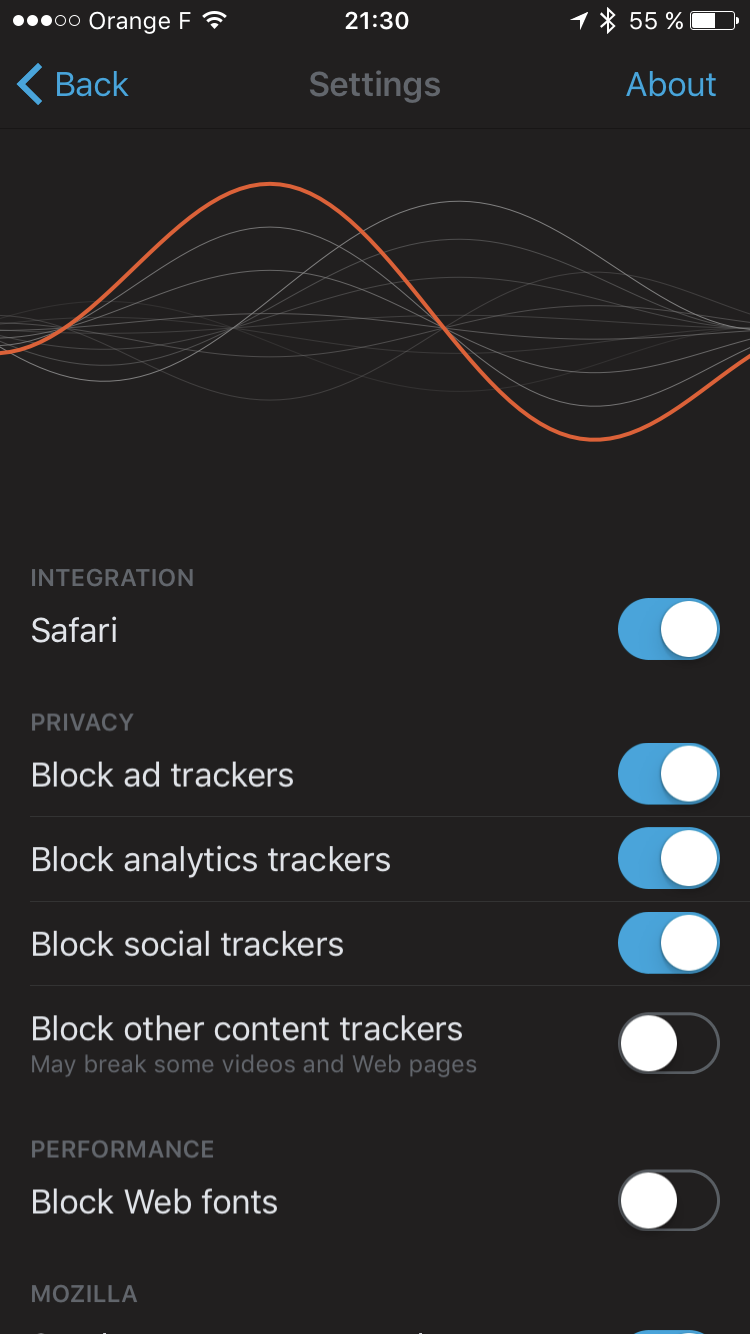 Orange F 21:30 55 %
Back Settings About
INTEGRATION
Safari
PRIVACY
Block ad trackers
Block analytics trackers
Block social trackers
Block other content trackers
May break some videos and Web pages
PERFORMANCE
Block Web fonts
MOZILLA